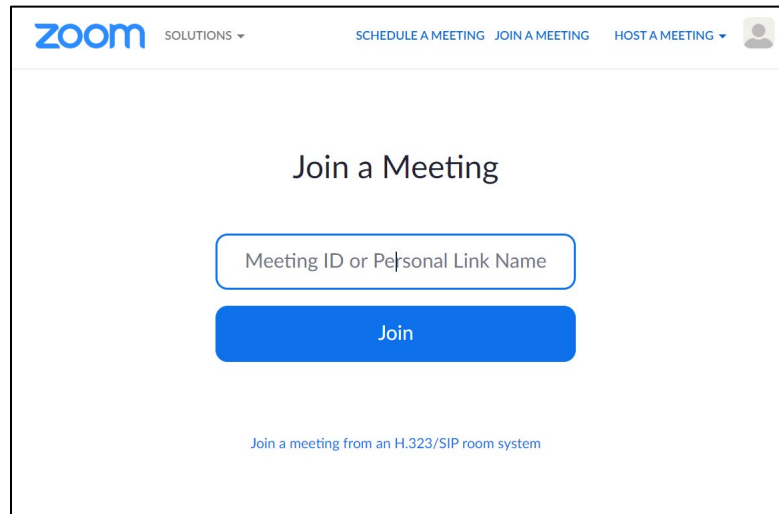 zoom SOLUTIONS SCHEDULE A MEETING JOIN A MEETING HOST A MEETING
Join a Meeting
Meeting ID or Personal Link Name
Join
Join a meeting from an H.323/SIP room system